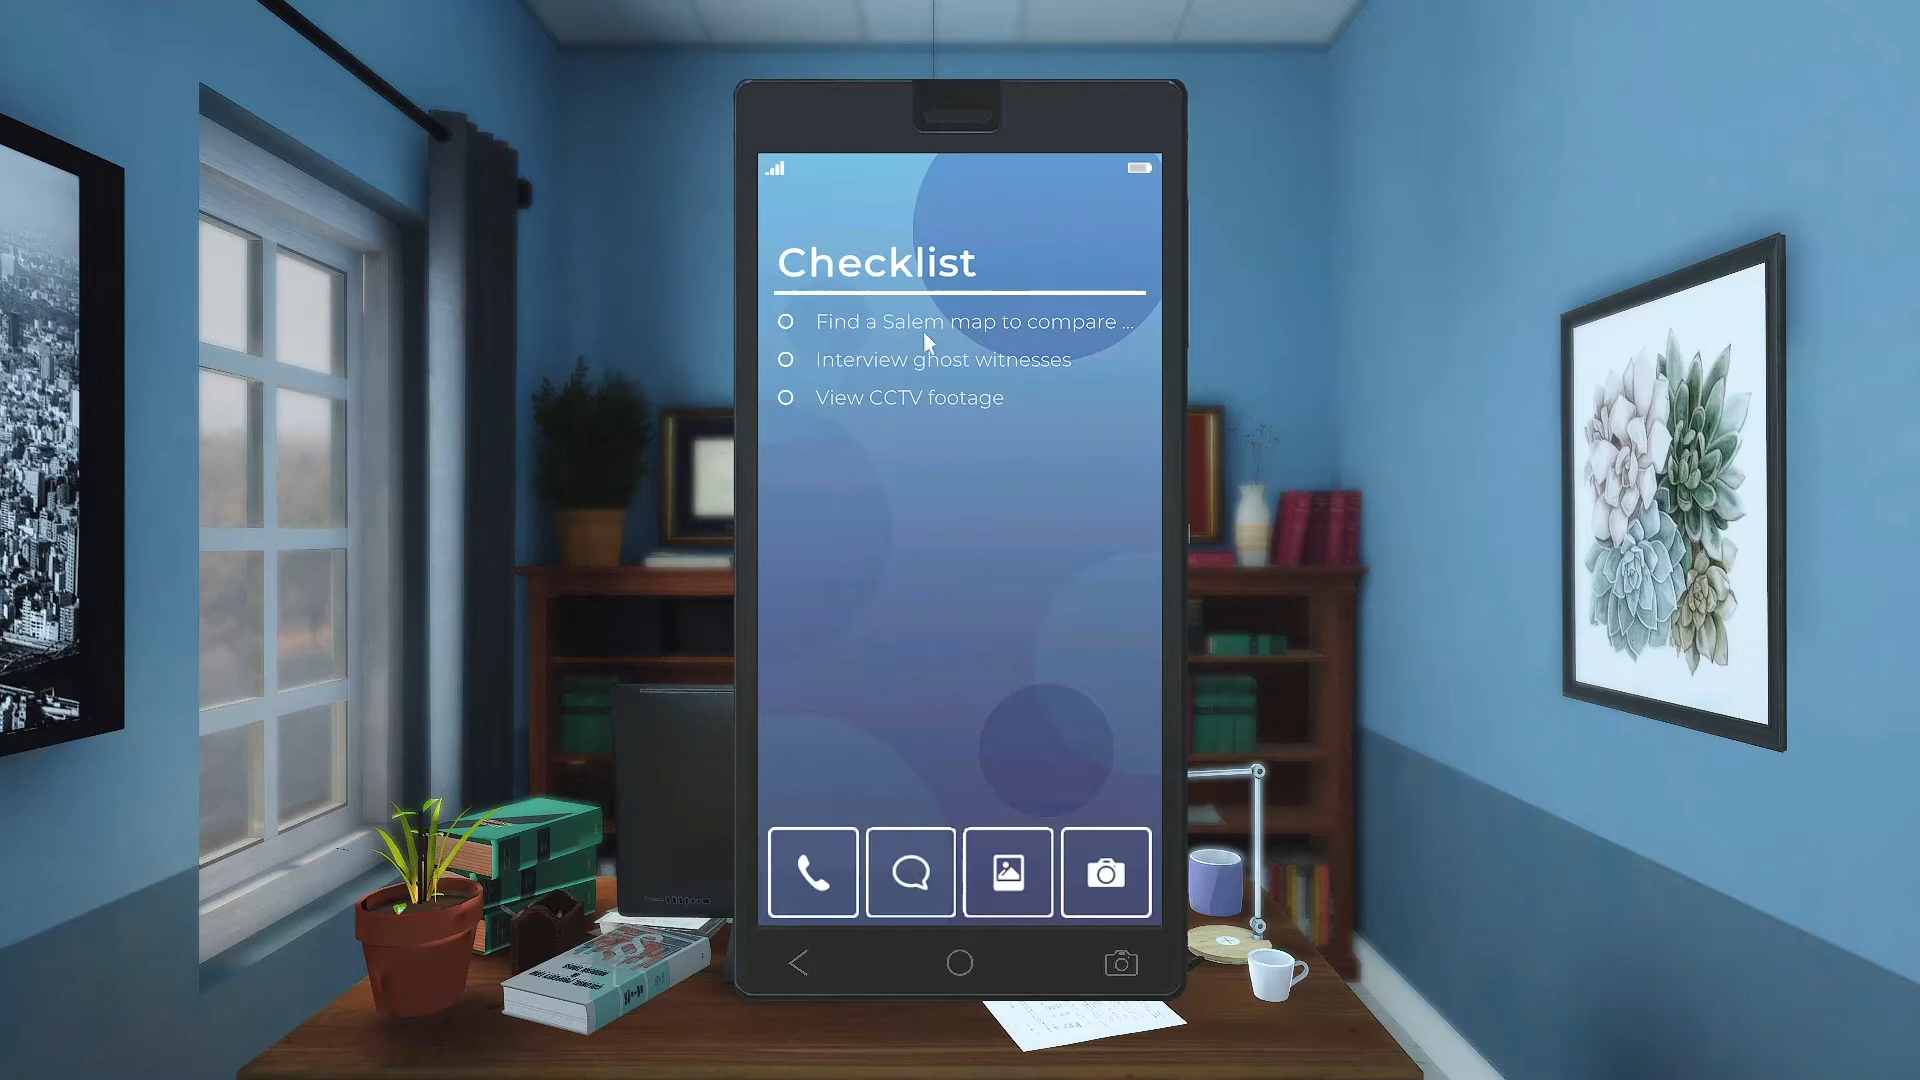 Checklist
Find a Salem map to compare ...
Interview ghost witnesses
View CCTV footage